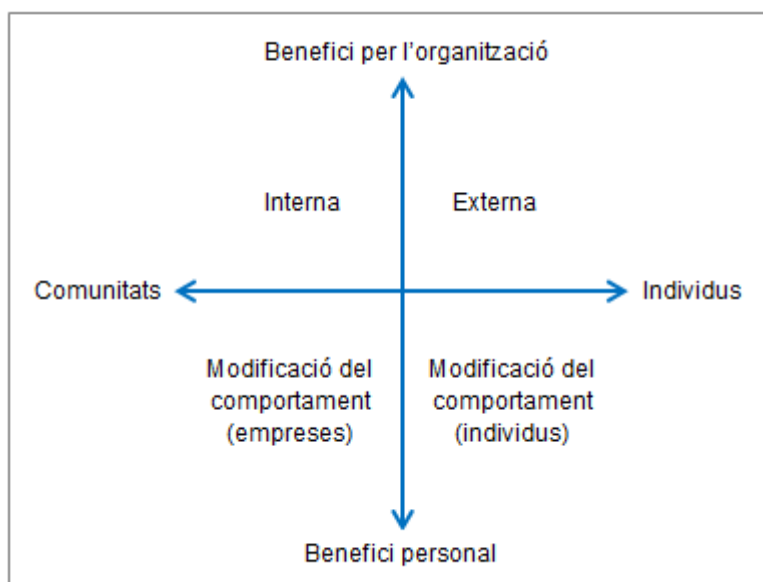 Benefici per l'organització
Interna
Externa
Comunitats
Individus
Modificació del
comportament
(empreses)
Modificació del
comportament
(individus)
Benefici personal